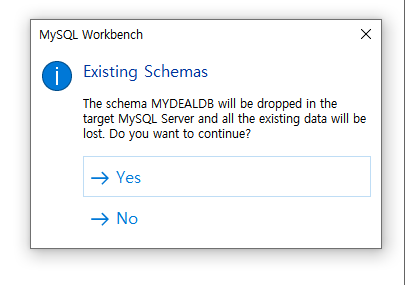 MySQL Workbench
Existing Schemas
The schema MYDEALDB will be dropped in the
target MySQL Server and all the existing data will be
lost. Do you want to continue?
Yes
No